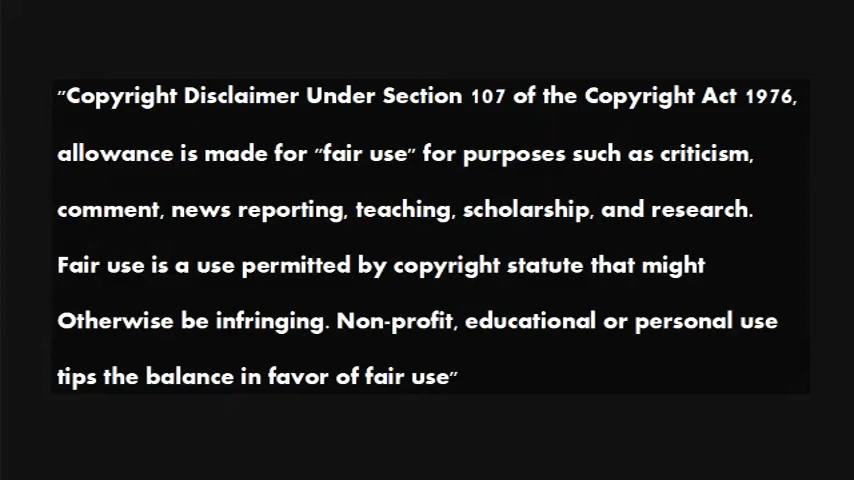 "Copyright Disclaimer Under Section 107 of the Copyright Act 1976,
allowance is made for "fair use" for purposes such as criticism,
comment, news reporting, teaching, scholarship, and research.
Fair use is a use permitted by copyright statute that might
Otherwise be infringing. Non-profit, educational or personal use
tips the balance in favor of fair use"